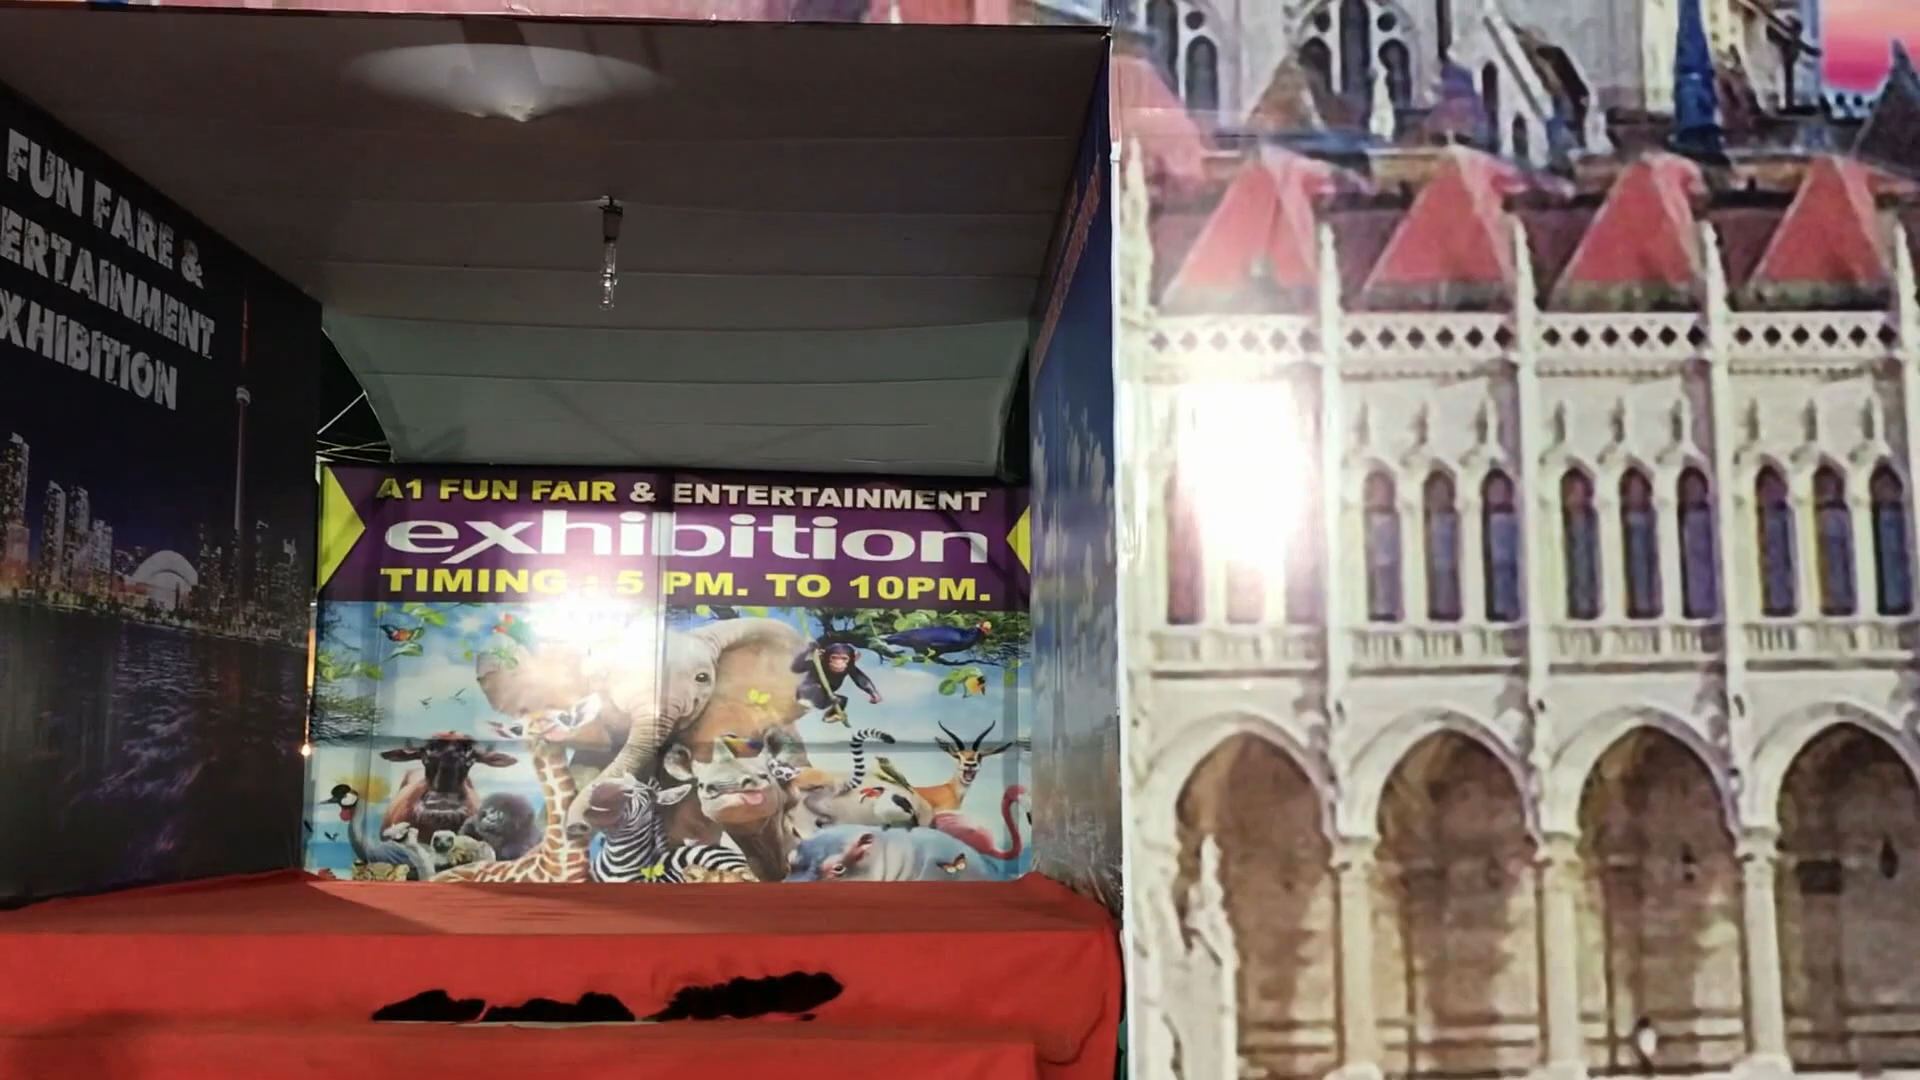 FUN FARE &
ERTAINMENT
XHIBITION
A1 FUN FAIR & ENTERTAINMENT
exhibition
TIMING : 5 PM. TO 10PM.